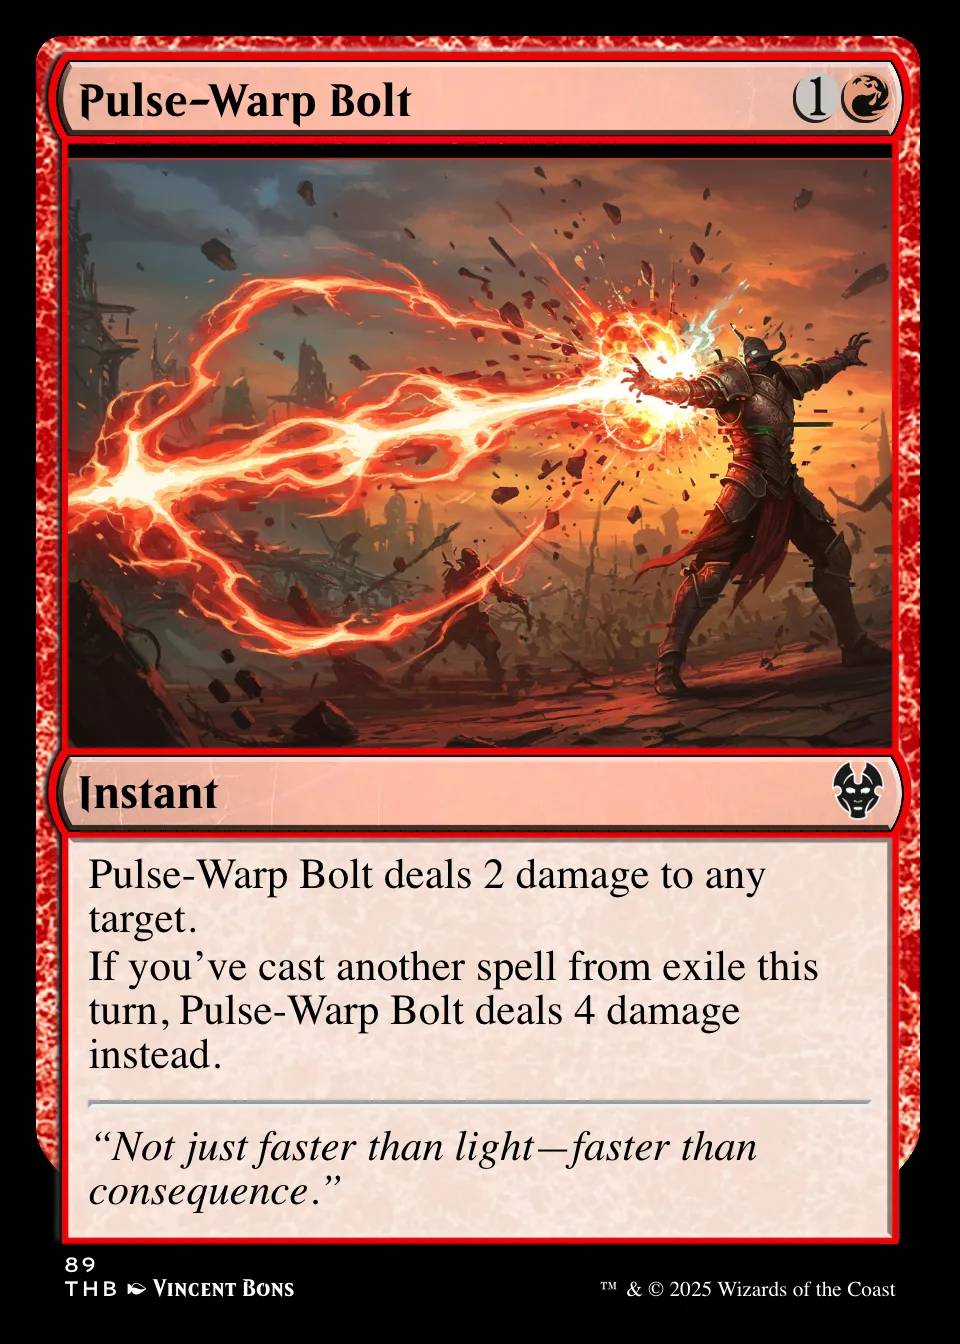 Pulse-Warp Bolt 1
Instant
Pulse-Warp Bolt deals 2 damage to any
target.
If you’ve cast another spell from exile this
turn, Pulse-Warp Bolt deals 4 damage
instead.
“Not just faster than light—faster than
consequence.”
89
THB Vincent Bons
™ & © 2025 Wizards of the Coast